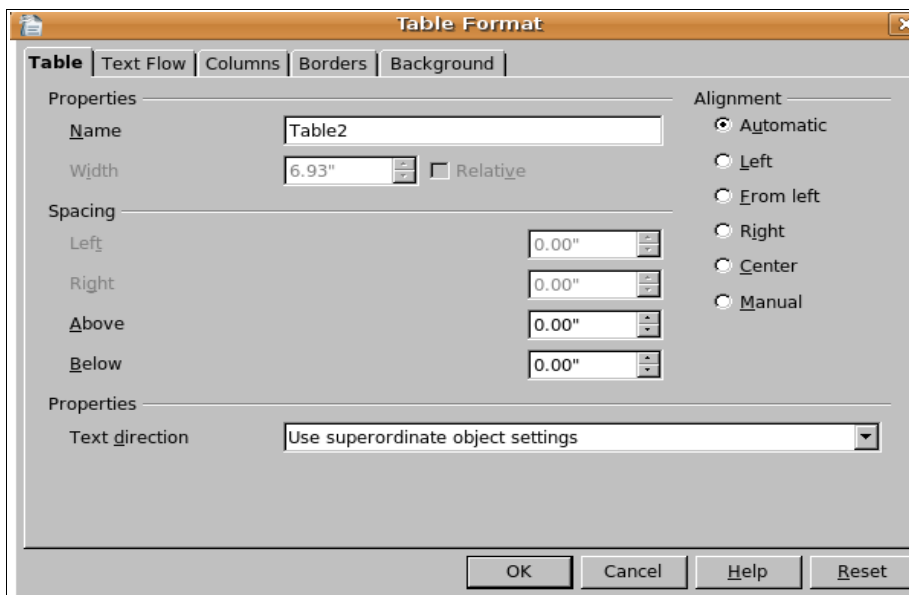 Table Format
Table Text Flow Columns Borders Background
Properties
Name Table2
Width 6.93" Relative
Spacing
Left 0.00"
Right 0.00"
Above 0.00"
Below 0.00"
Properties
Text direction Use superordinate object settings
Alignment
Automatic
Left
From left
Right
Center
Manual
OK Cancel Help Reset